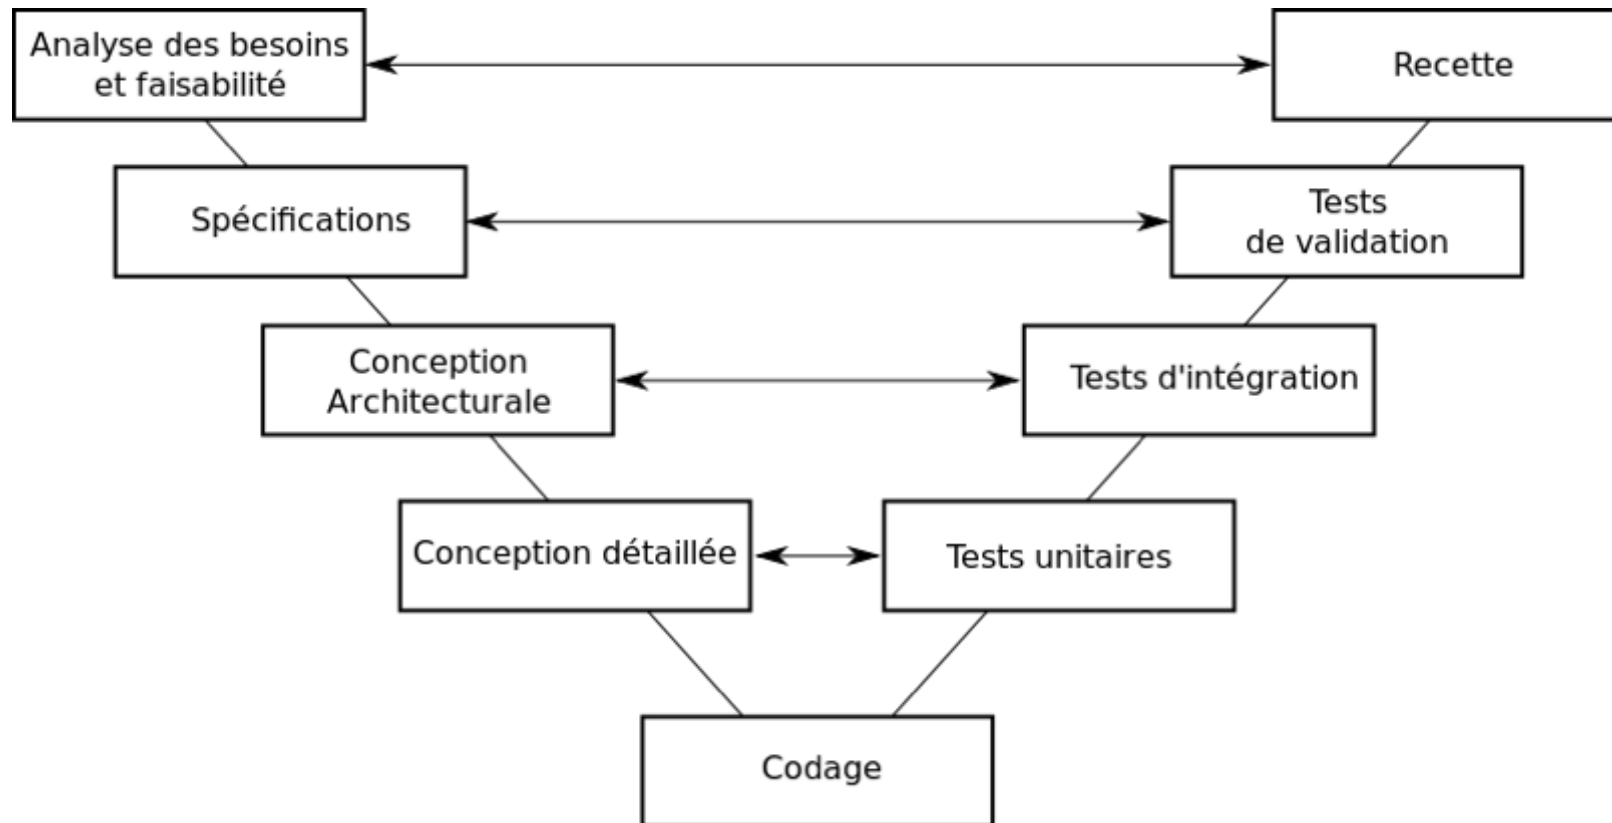 Analyse des besoins
et faisabilité
Recette
Spécifications
Tests
de validation
Conception
Architecturale
Tests d'intégration
Conception détaillée
Tests unitaires
Codage